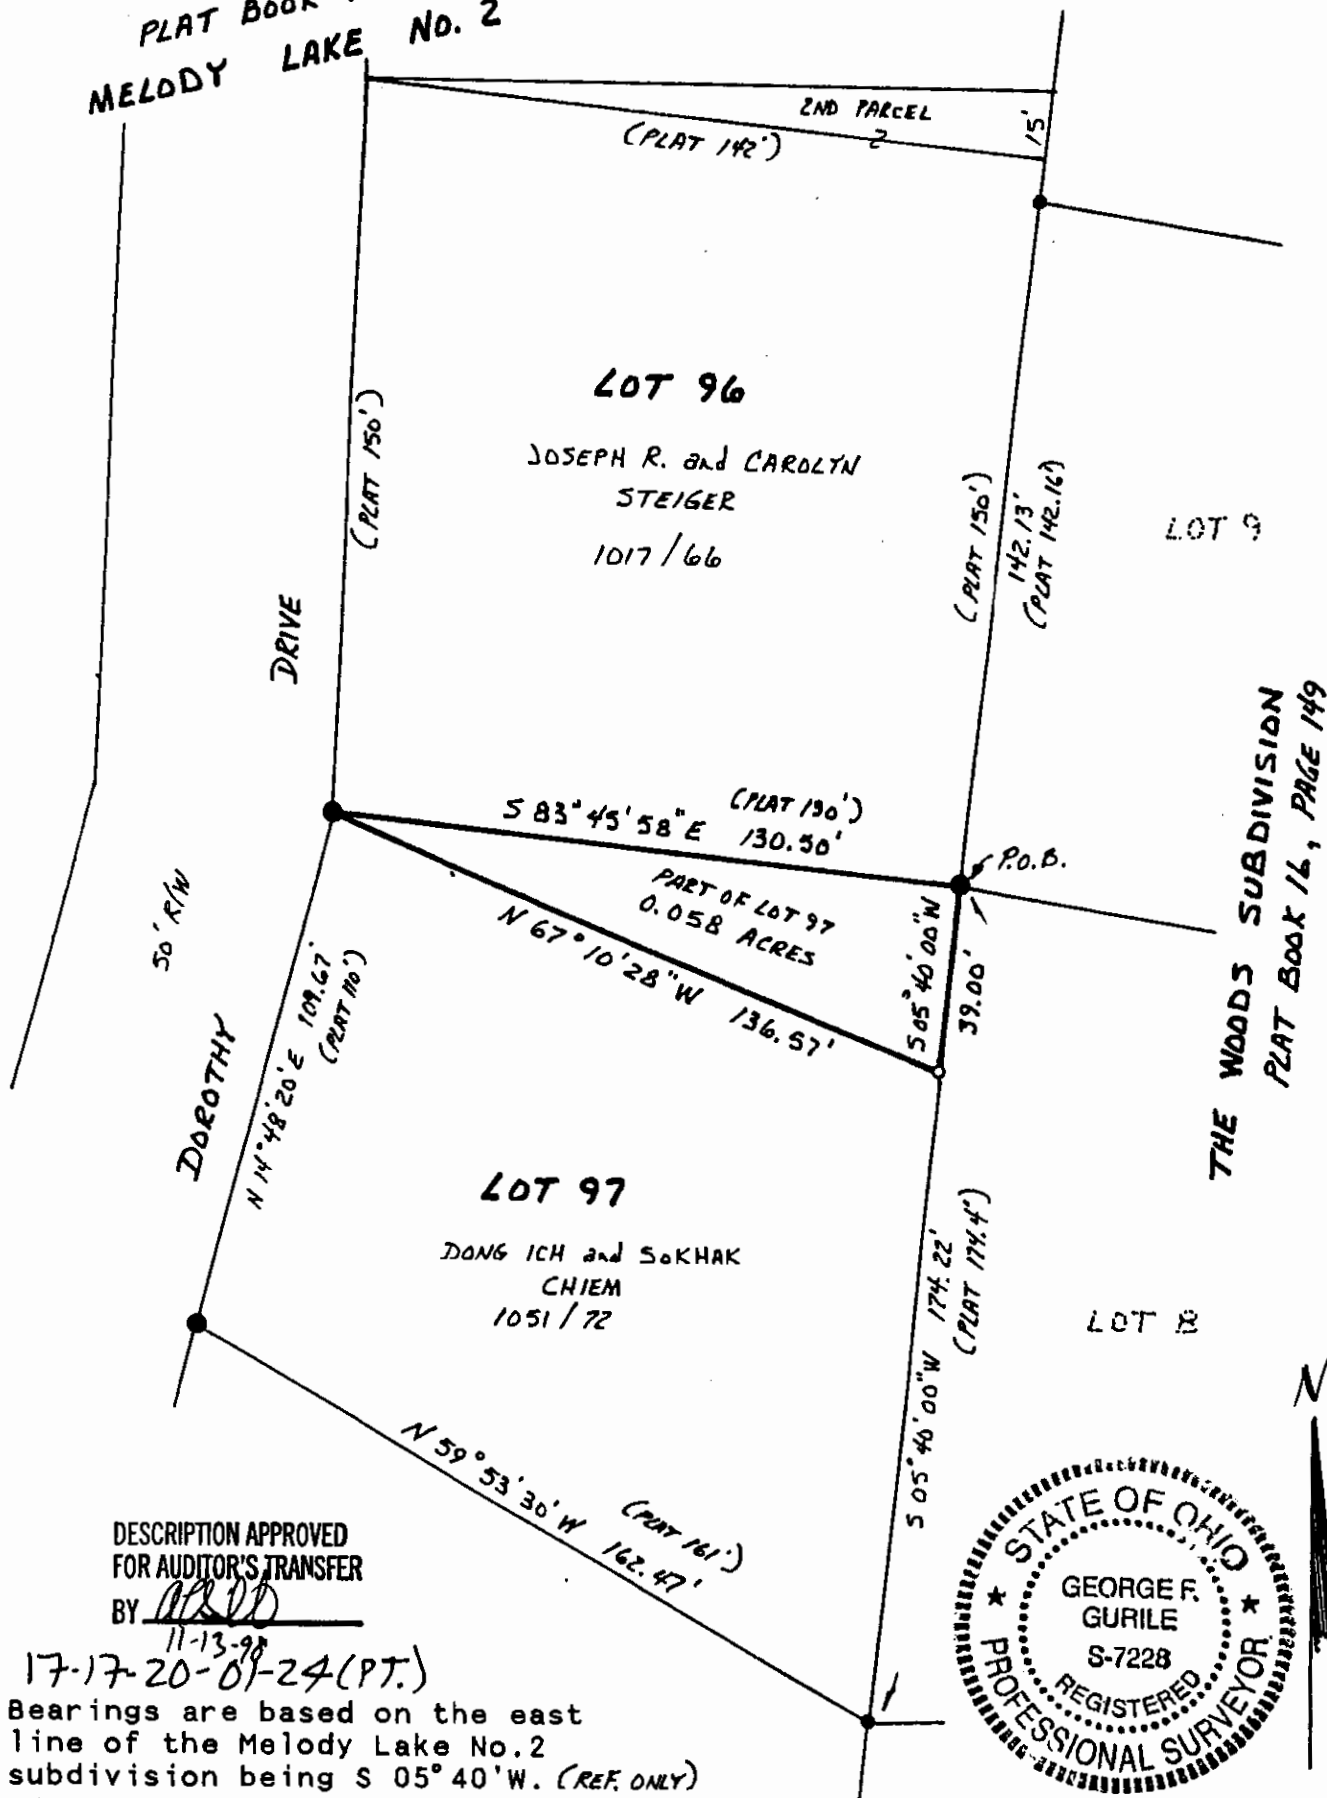 PLAT BOOK
MELODY LAKE No. 2
2ND PARCEL
(PLAT 142')
15'
LOT 96
JOSEPH R. and CAROLYN
STEIGER
1017/66
(PLAT 150')
(PLAT 150')
142.13'
(PLAT 142.16')
LOT 9
DRIVE
S 83°45'58"E 130.50'
(PLAT 130')
P.O.B.
PART OF LOT 97
0.058 ACRES
N 67°10'28"W 136.57'
S 05°40'00"W
39.00'
THE WOODS SUBDIVISION
PLAT BOOK 16, PAGE 149
50' R/W
DOROTHY
N 14°48'20"E 109.67'
(PLAT 110')
LOT 97
DONG ICH and SOKHAK
CHIEM
1051/72
S 05°40'00"W 174.22'
(PLAT 174.4')
LOT 8
N 59°53'30"W 162.47'
(PLAT 161')
N
DESCRIPTION APPROVED
FOR AUDITOR'S TRANSFER
BY
11-13-98
17-17-20-01-24 (PT.)
Bearings are based on the east
line of the Melody Lake No.2
subdivision being S 05°40'W. (REF. ONLY)
STATE OF OHIO
GEORGE F.
GURILE
S-7228
REGISTERED
PROFESSIONAL SURVEYOR